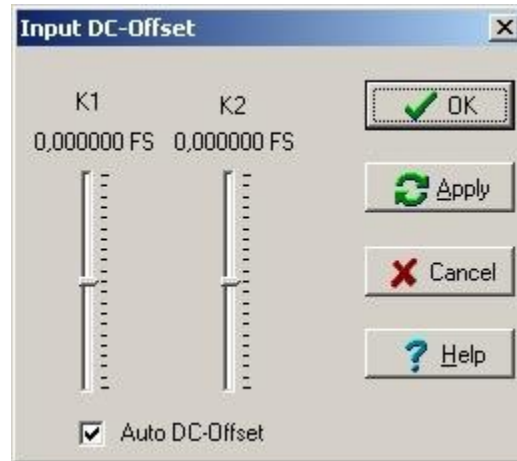 Input DC-Offset
K1 K2
0,000000 FS 0,000000 FS
OK
Apply
Cancel
Help
Auto DC-Offset